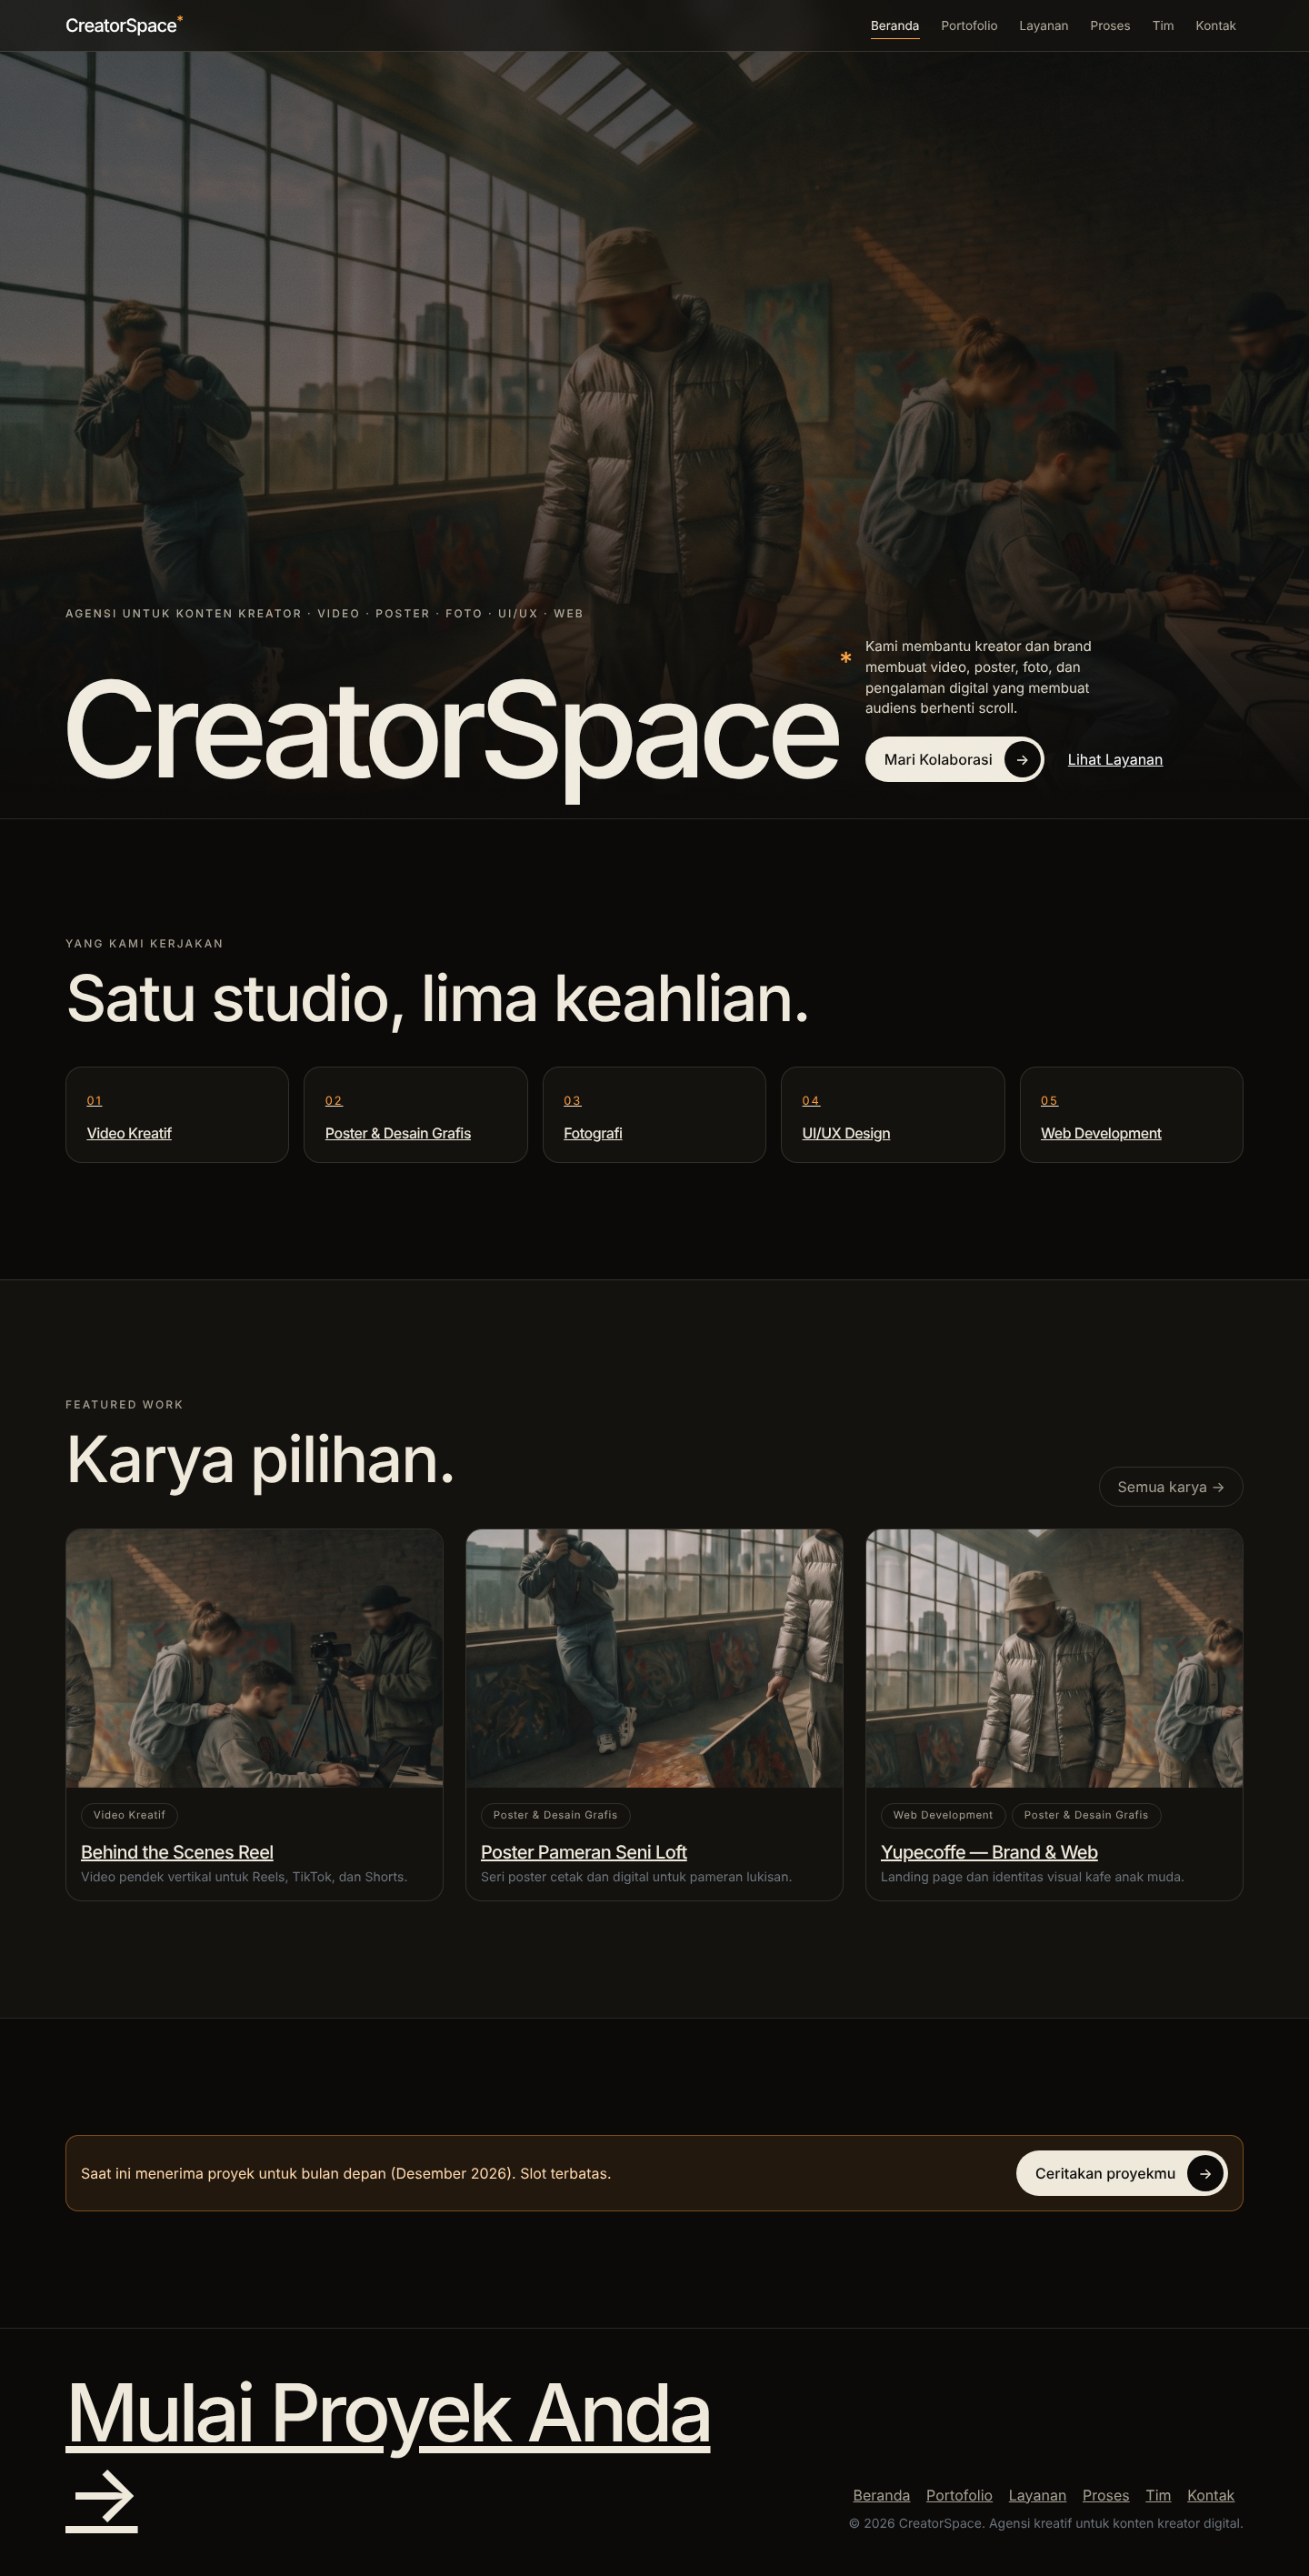 CreatorSpace*
Beranda Portofolio Layanan Proses Tim Kontak
AGENSI UNTUK KONTEN KREATOR · VIDEO · POSTER · FOTO · UI/UX · WEB
CreatorSpace*
Kami membantu kreator dan brand
membuat video, poster, foto, dan
pengalaman digital yang membuat
audiens berhenti scroll.
Mari Kolaborasi →
Lihat Layanan
YANG KAMI KERJAKAN
Satu studio, lima keahlian.
01
Video Kreatif
02
Poster & Desain Grafis
03
Fotografi
04
UI/UX Design
05
Web Development
FEATURED WORK
Karya pilihan.
Semua karya →
Video Kreatif
Behind the Scenes Reel
Video pendek vertikal untuk Reels, TikTok, dan Shorts.
Poster & Desain Grafis
Poster Pameran Seni Loft
Seri poster cetak dan digital untuk pameran lukisan.
Web Development
Poster & Desain Grafis
Yupecoffe — Brand & Web
Landing page dan identitas visual kafe anak muda.
Saat ini menerima proyek untuk bulan depan (Desember 2026). Slot terbatas.
Ceritakan proyekmu →
Mulai Proyek Anda
→
Beranda Portofolio Layanan Proses Tim Kontak
© 2026 CreatorSpace. Agensi kreatif untuk konten kreator digital.